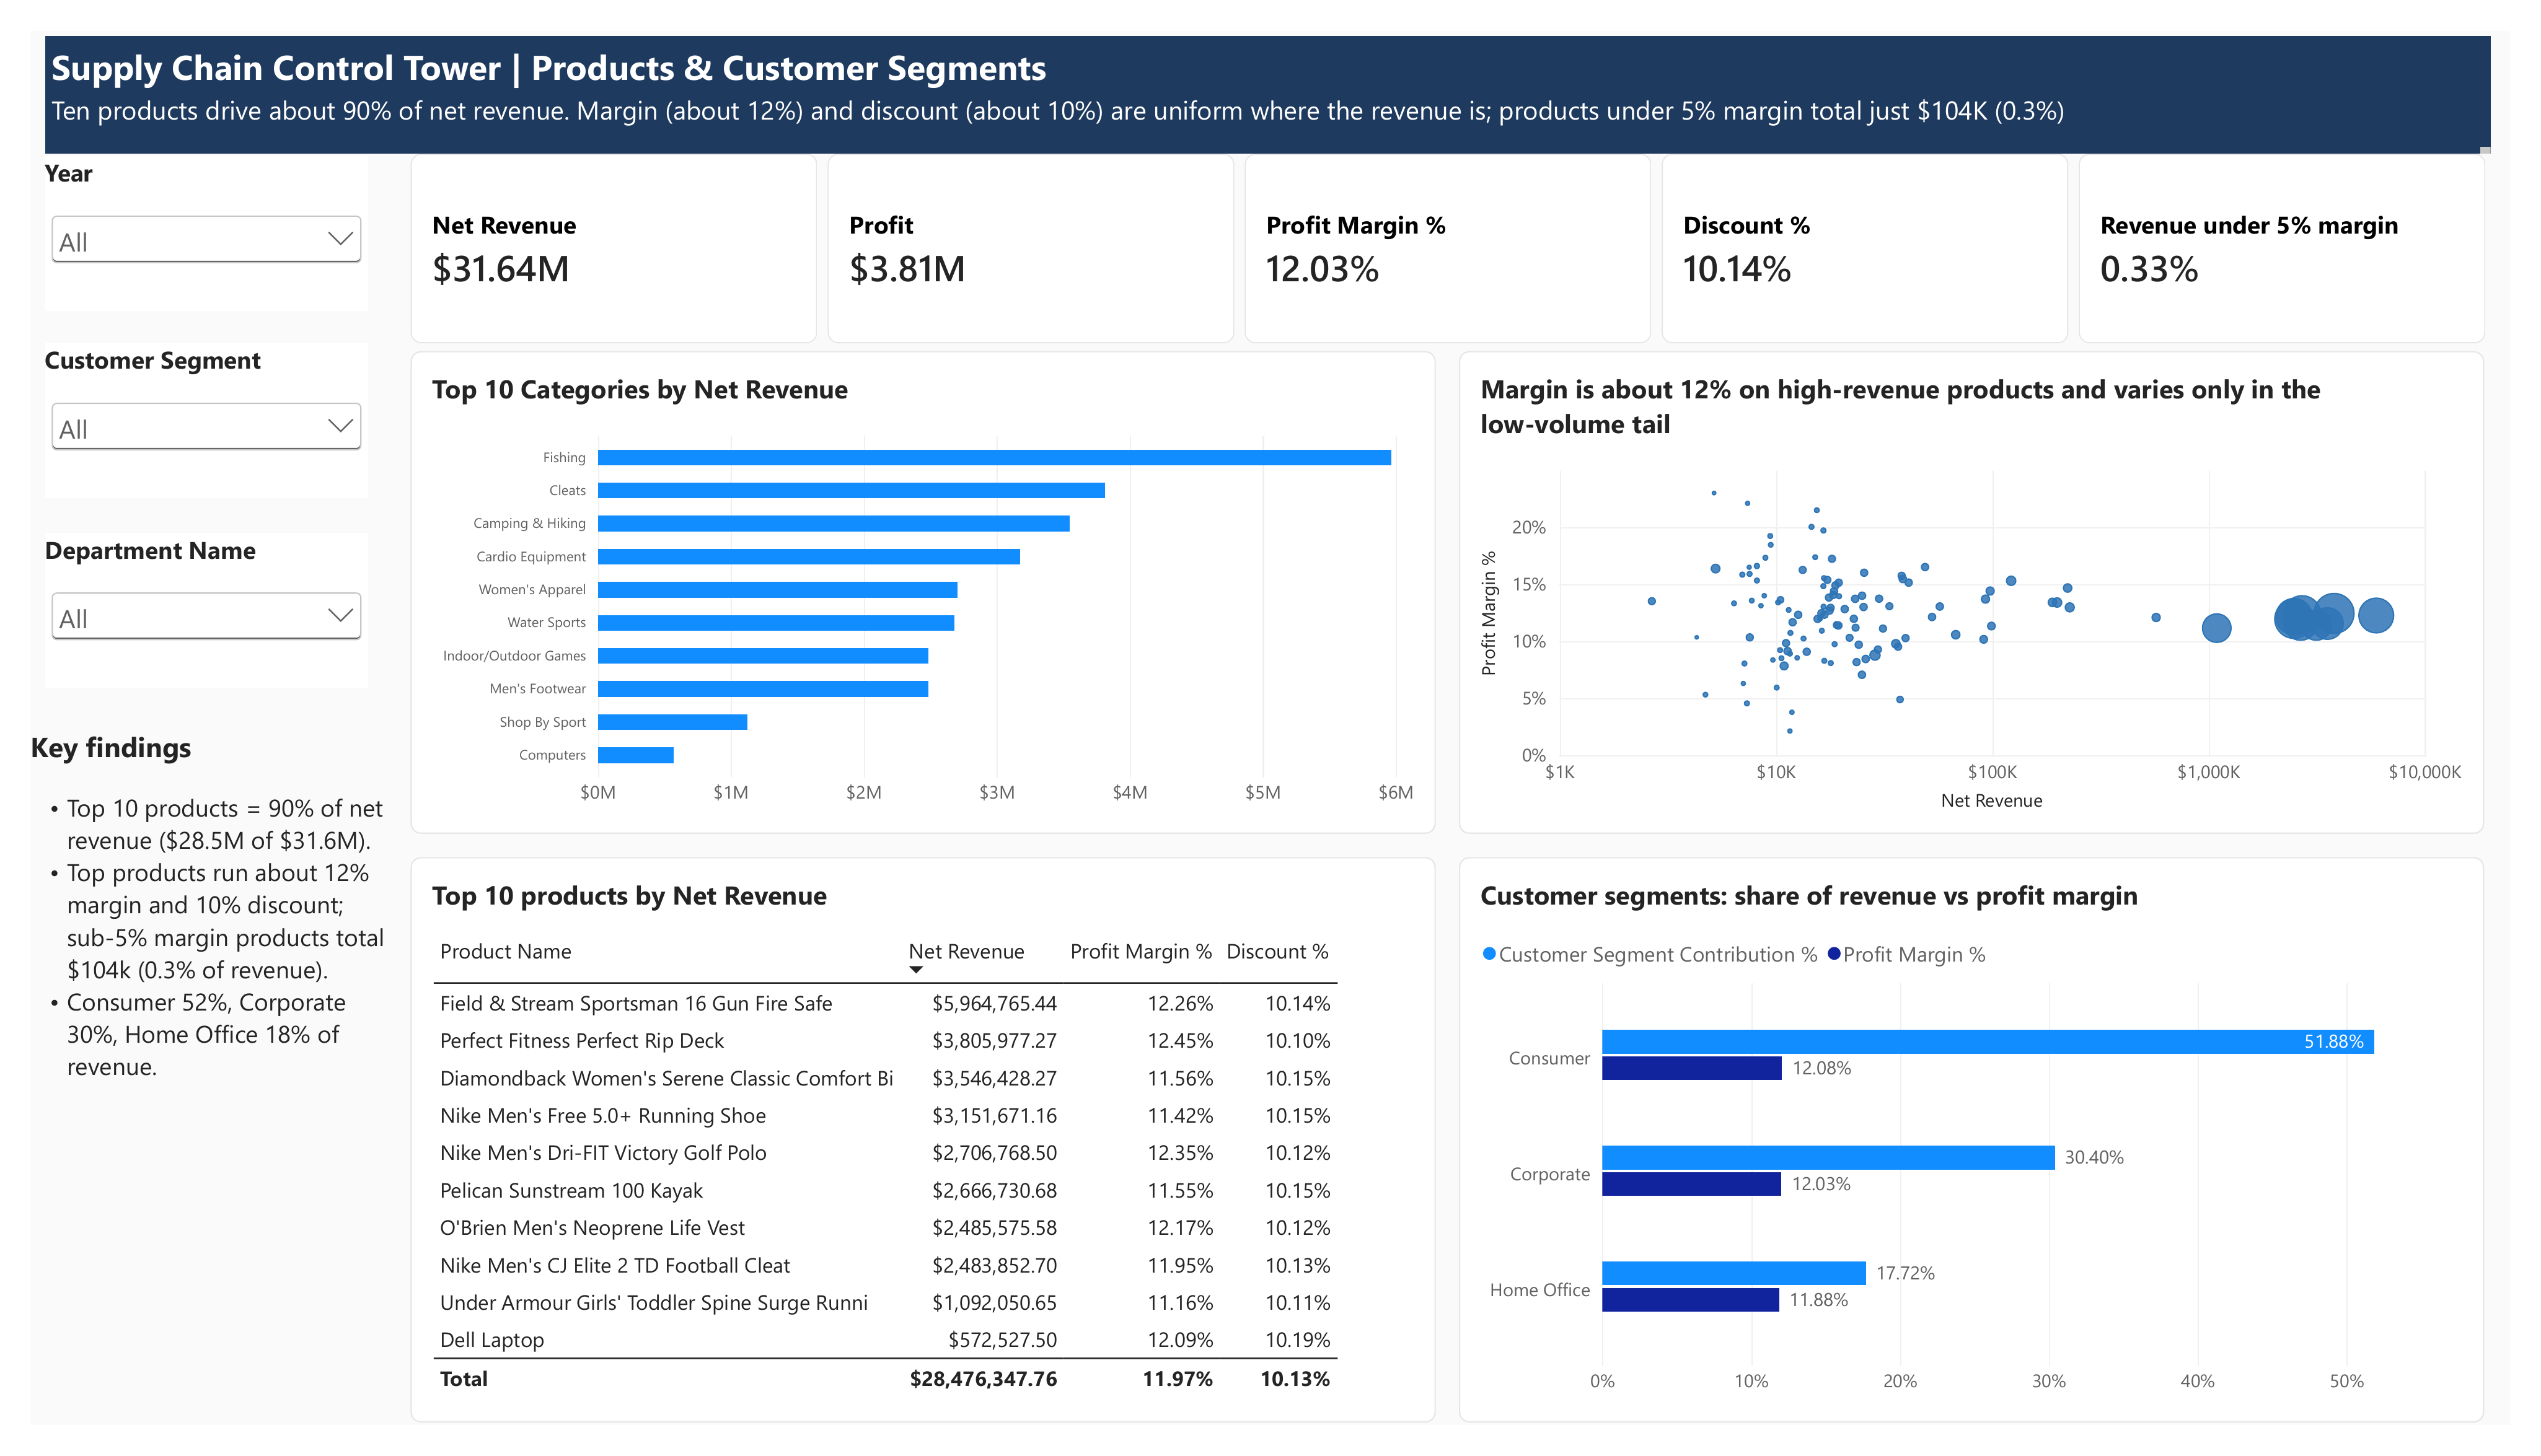 Supply Chain Control Tower | Products & Customer Segments
Ten products drive about 90% of net revenue. Margin (about 12%) and discount (about 10%) are uniform where the revenue is; products under 5% margin total just $104K (0.3%)
Year
All
Customer Segment
All
Department Name
All
Key findings
• Top 10 products = 90% of net
revenue ($28.5M of $31.6M).
• Top products run about 12%
margin and 10% discount;
sub-5% margin products total
$104k (0.3% of revenue).
• Consumer 52%, Corporate
30%, Home Office 18% of
revenue.
Net Revenue
$31.64M
Profit
$3.81M
Profit Margin %
12.03%
Discount %
10.14%
Revenue under 5% margin
0.33%
Top 10 Categories by Net Revenue
Fishing
Cleats
Camping & Hiking
Cardio Equipment
Women's Apparel
Water Sports
Indoor/Outdoor Games
Men's Footwear
Shop By Sport
Computers
$0M $1M $2M $3M $4M $5M $6M
Margin is about 12% on high-revenue products and varies only in the
low-volume tail
Profit Margin %
20%
15%
10%
5%
0%
$1K $10K $100K $1,000K $10,000K
Net Revenue
Top 10 products by Net Revenue
Product Name Net Revenue Profit Margin % Discount %
Field & Stream Sportsman 16 Gun Fire Safe $5,964,765.44 12.26% 10.14%
Perfect Fitness Perfect Rip Deck $3,805,977.27 12.45% 10.10%
Diamondback Women's Serene Classic Comfort Bi $3,546,428.27 11.56% 10.15%
Nike Men's Free 5.0+ Running Shoe $3,151,671.16 11.42% 10.15%
Nike Men's Dri-FIT Victory Golf Polo $2,706,768.50 12.35% 10.12%
Pelican Sunstream 100 Kayak $2,666,730.68 11.55% 10.15%
O'Brien Men's Neoprene Life Vest $2,485,575.58 12.17% 10.12%
Nike Men's CJ Elite 2 TD Football Cleat $2,483,852.70 11.95% 10.13%
Under Armour Girls' Toddler Spine Surge Runni $1,092,050.65 11.16% 10.11%
Dell Laptop $572,527.50 12.09% 10.19%
Total $28,476,347.76 11.97% 10.13%
Customer segments: share of revenue vs profit margin
Customer Segment Contribution % Profit Margin %
Consumer
51.88%
12.08%
Corporate
30.40%
12.03%
Home Office
17.72%
11.88%
0% 10% 20% 30% 40% 50%